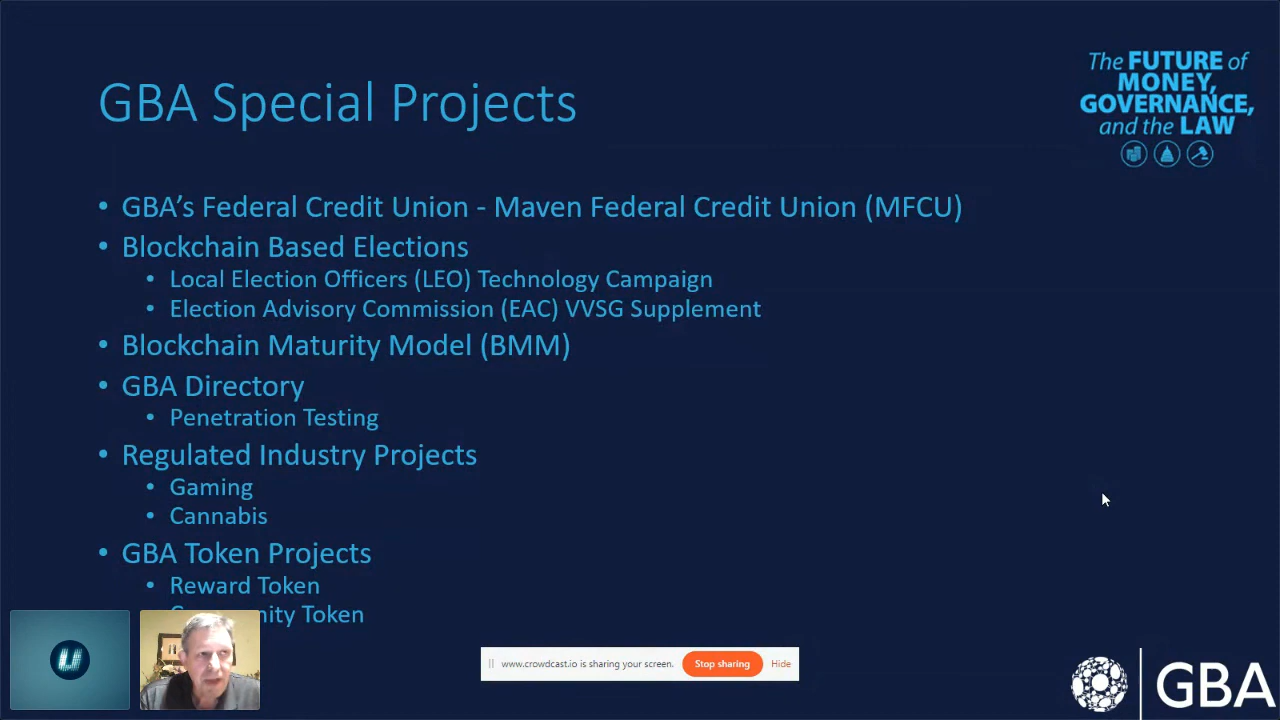 GBA Special Projects
The FUTURE of
MONEY,
GOVERNANCE,
and the LAW
• GBA’s Federal Credit Union - Maven Federal Credit Union (MFCU)
• Blockchain Based Elections
• Local Election Officers (LEO) Technology Campaign
• Election Advisory Commission (EAC) VVSG Supplement
• Blockchain Maturity Model (BMM)
• GBA Directory
• Penetration Testing
• Regulated Industry Projects
• Gaming
• Cannabis
• GBA Token Projects
• Reward Token
Token
www.crowdcast.io is sharing your screen.
Stop sharing
Hide
GBA